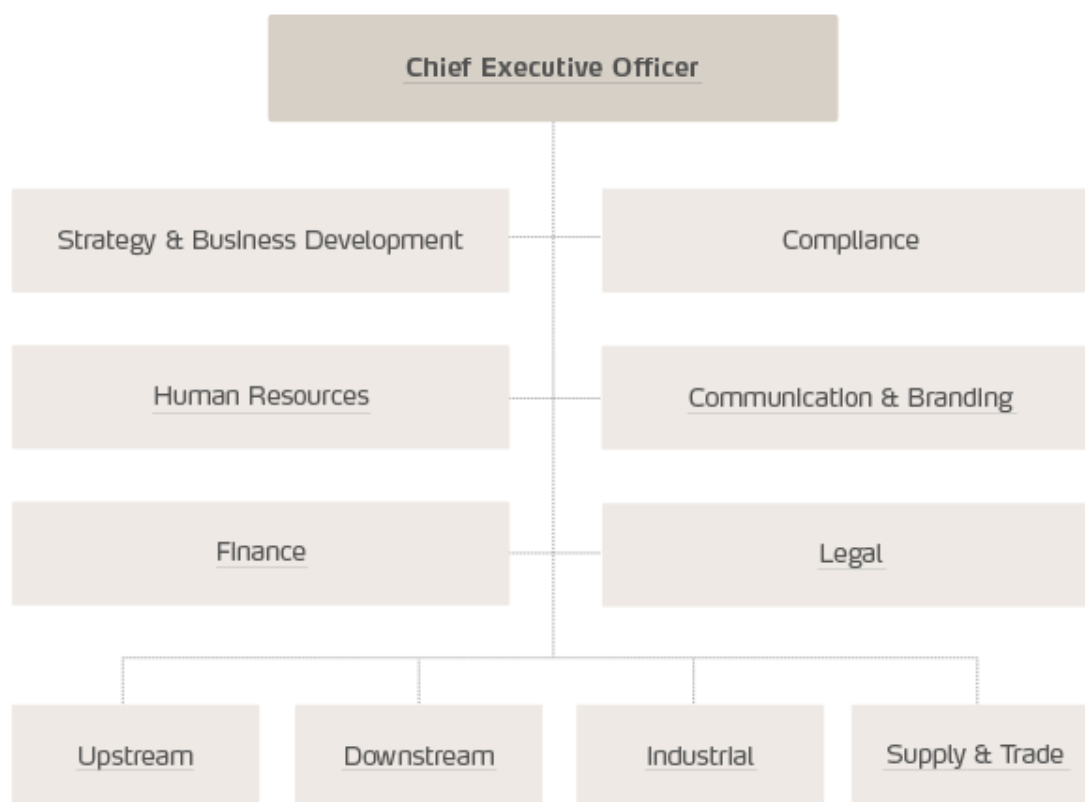 Chief Executive Officer
Strategy & Business Development
Compliance
Human Resources
Communication & Branding
Finance
Legal
Upstream
Downstream
Industrial
Supply & Trade